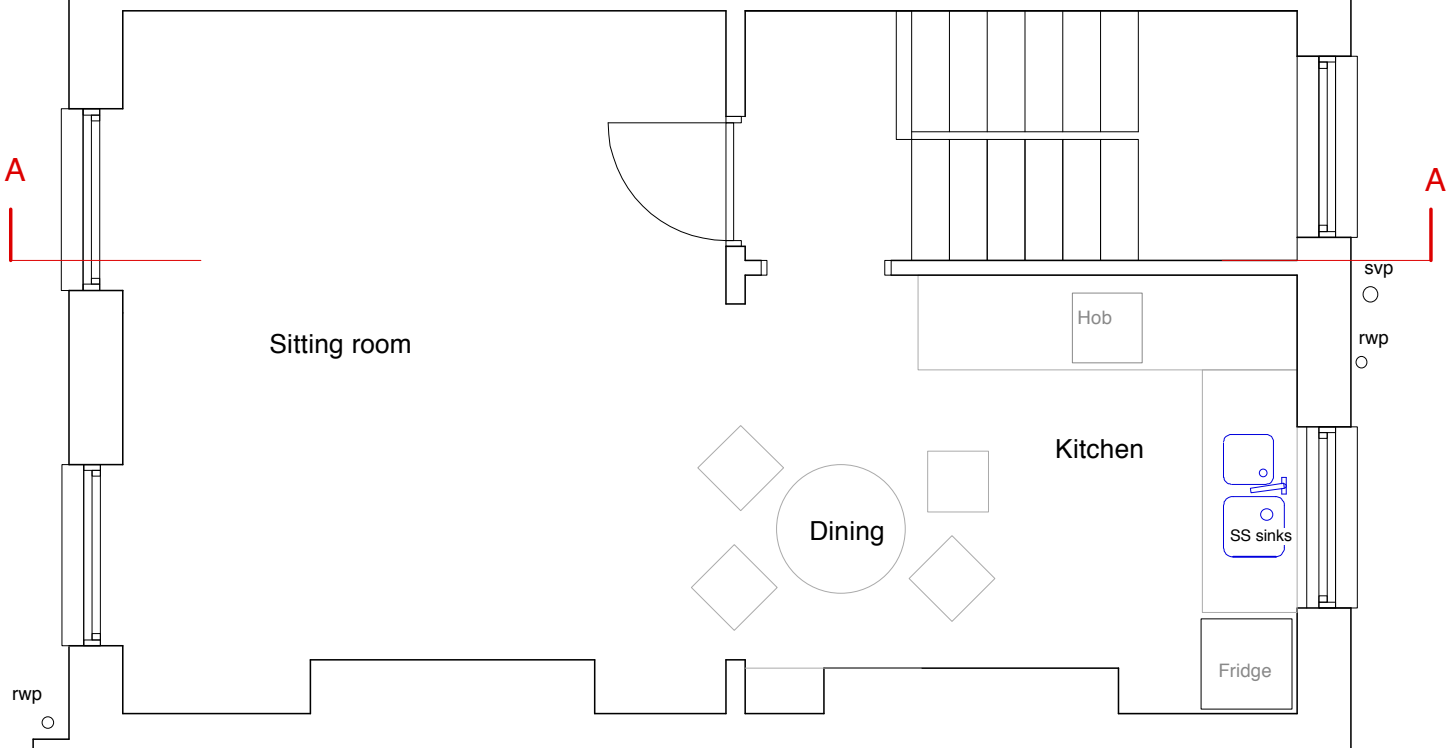 A
A
svp
Hob
rwp
Sitting room
Kitchen
Dining
SS sinks
Fridge
rwp